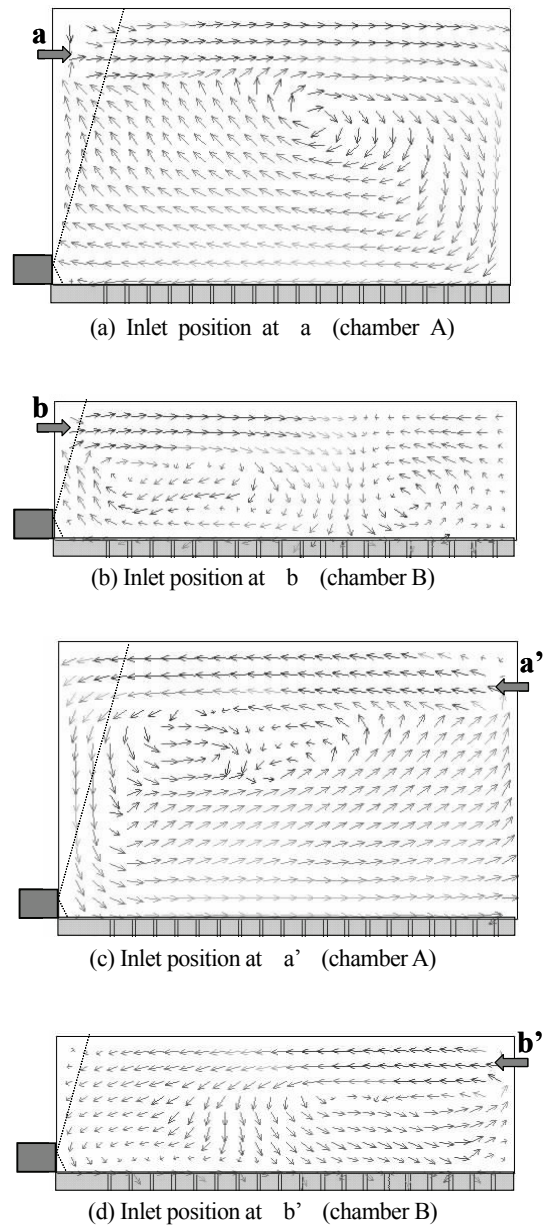 a
(a) Inlet position at a (chamber A)
b
(b) Inlet position at b (chamber B)
a’
(c) Inlet position at a’ (chamber A)
b’
(d) Inlet position at b’ (chamber B)